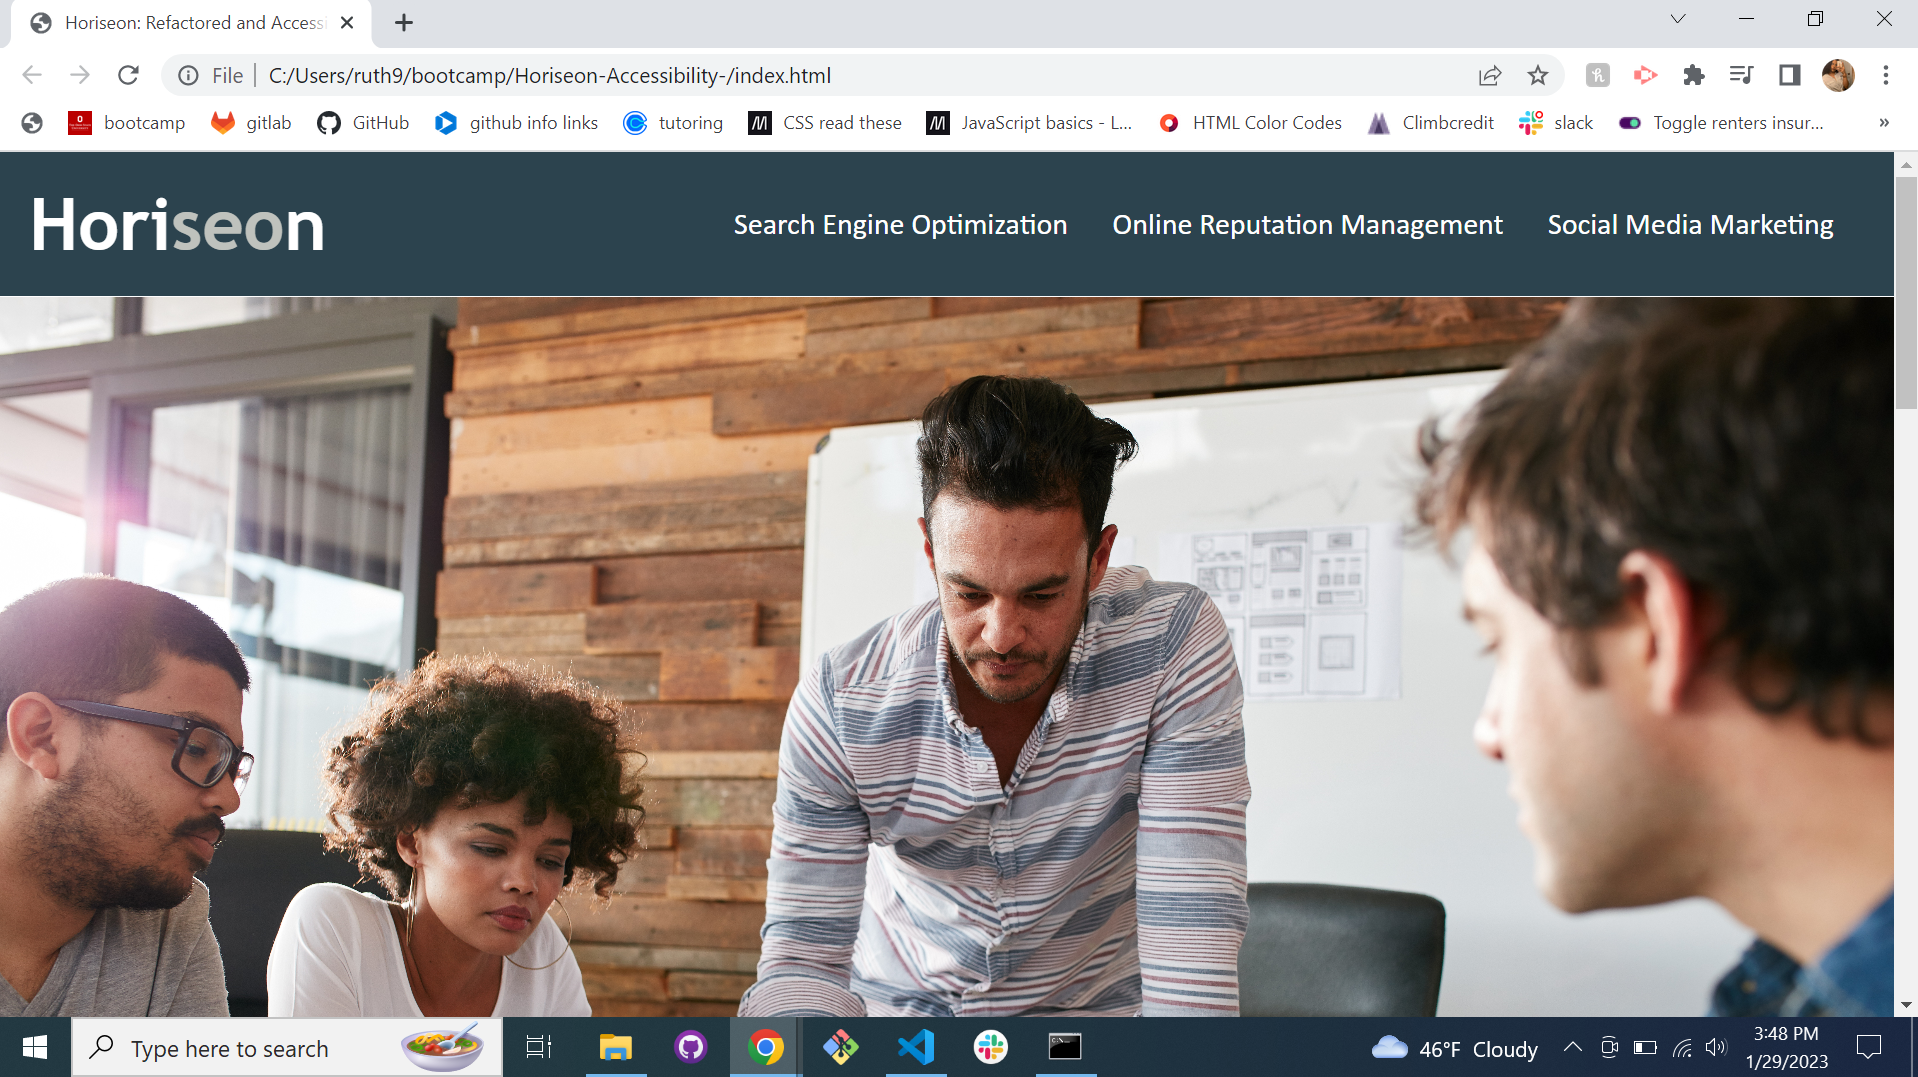 Horiseon: Refactored and Accessi
File C:/Users/ruth9/bootcamp/Horiseon-Accessibility-/index.html
bootcamp gitlab GitHub github info links tutoring CSS read these JavaScript basics - L... HTML Color Codes Climbcredit slack Toggle renters insur... »
Horiseon Search Engine Optimization Online Reputation Management Social Media Marketing
Type here to search 46°F Cloudy 3:48 PM
1/29/2023